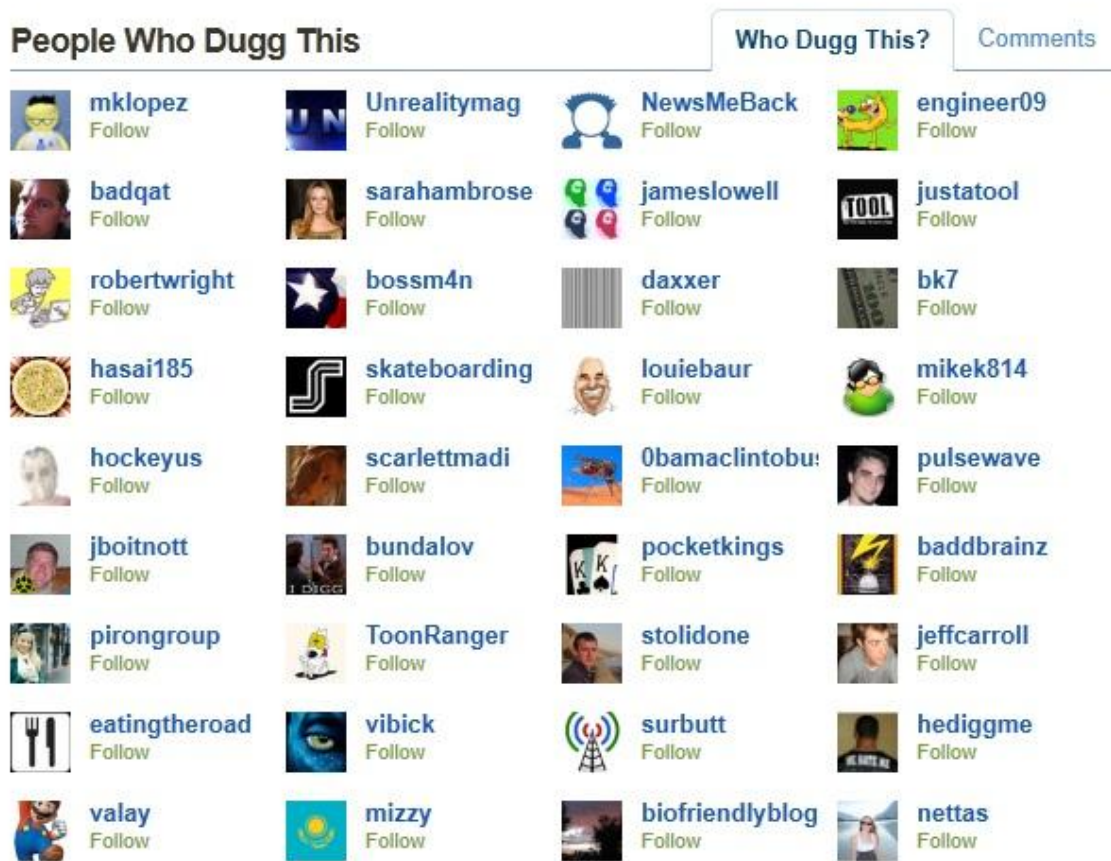 People Who Dugg This
Who Dugg This?
Comments
mklopez
Follow
Unrealitymag
Follow
NewsMeBack
Follow
engineer09
Follow
badqat
Follow
sarahambrose
Follow
jameslowell
Follow
justatool
Follow
TOOL
robertwright
Follow
bossm4n
Follow
daxxer
Follow
bk7
Follow
hasai185
Follow
skateboarding
Follow
louiebaur
Follow
mikek814
Follow
hockeyus
Follow
scarlettmadi
Follow
0bamaclintobu
Follow
pulsewave
Follow
jboitnott
Follow
bundalov
Follow
I DIGG
pocketkings
Follow
K K
baddbrainz
Follow
pirongroup
Follow
ToonRanger
Follow
stolidone
Follow
jeffcarroll
Follow
eatingtheroad
Follow
vibick
Follow
surbutt
Follow
hediggme
Follow
valay
Follow
mizzy
Follow
biofriendlyblog
Follow
nettas
Follow
UN